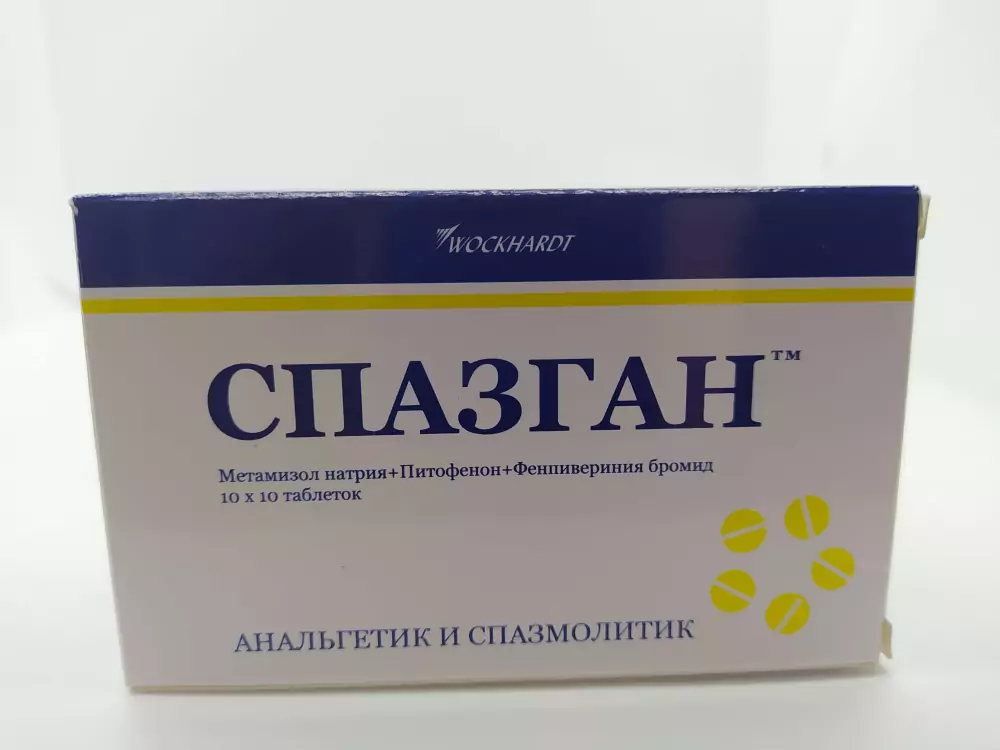 WOCKHARDT
СПАЗГАН™
Метамизол натрия+Питофенон+Фенпивериния бромид
10 x 10 таблеток
АНАЛЬГЕТИК И СПАЗМОЛИТИК